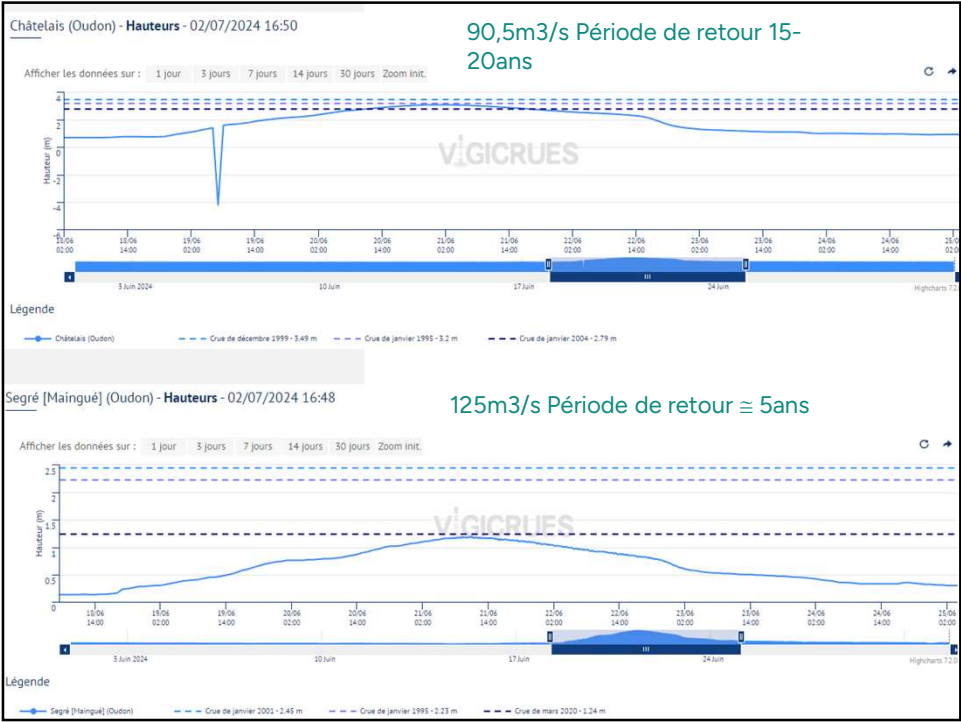 Châtelais (Oudon) - Hauteurs - 02/07/2024 16:50
90,5m3/s Période de retour 15-
20ans
Afficher les données sur : 1 jour 3 jours 7 jours 14 jours 30 jours Zoom init.
Hauteur (m)
4
2
0
-2
-4
VIGICRUES
18/06 18/06 19/06 19/06 20/06 20/06 21/06 21/06 22/06 22/06 23/06 23/06 24/06 24/06
02:00 14:00 02:00 14:00 02:00 14:00 02:00 14:00 02:00 14:00 02:00 14:00 02:00 14:00
3 Juin 2024 10 Juin 17 Juin 24 Juin
Légende
Châtelais (Oudon) Crue de décembre 1999 - 3.49 m Crue de janvier 1995 - 3.2 m Crue de janvier 2004 - 2.79 m
Segré [Maingué] (Oudon) - Hauteurs - 02/07/2024 16:48
125m3/s Période de retour ≅ 5ans
Afficher les données sur : 1 jour 3 jours 7 jours 14 jours 30 jours Zoom init.
Hauteur (m)
2.5
2
1.5
1
0.5
0
VIGICRUES
18/06 19/06 19/06 20/06 20/06 21/06 21/06 22/06 22/06 23/06 23/06 24/06 24/06 25/06
14:00 02:00 14:00 02:00 14:00 02:00 14:00 02:00 14:00 02:00 14:00 02:00 14:00 02:00
3 Juin 2024 10 Juin 17 Juin 24 Juin
Highcharts 7.2.0
Légende
Segré [Maingué] (Oudon) Crue de janvier 2001 - 2.45 m Crue de janvier 1995 - 2.23 m Crue de mars 2020 - 1.24 m